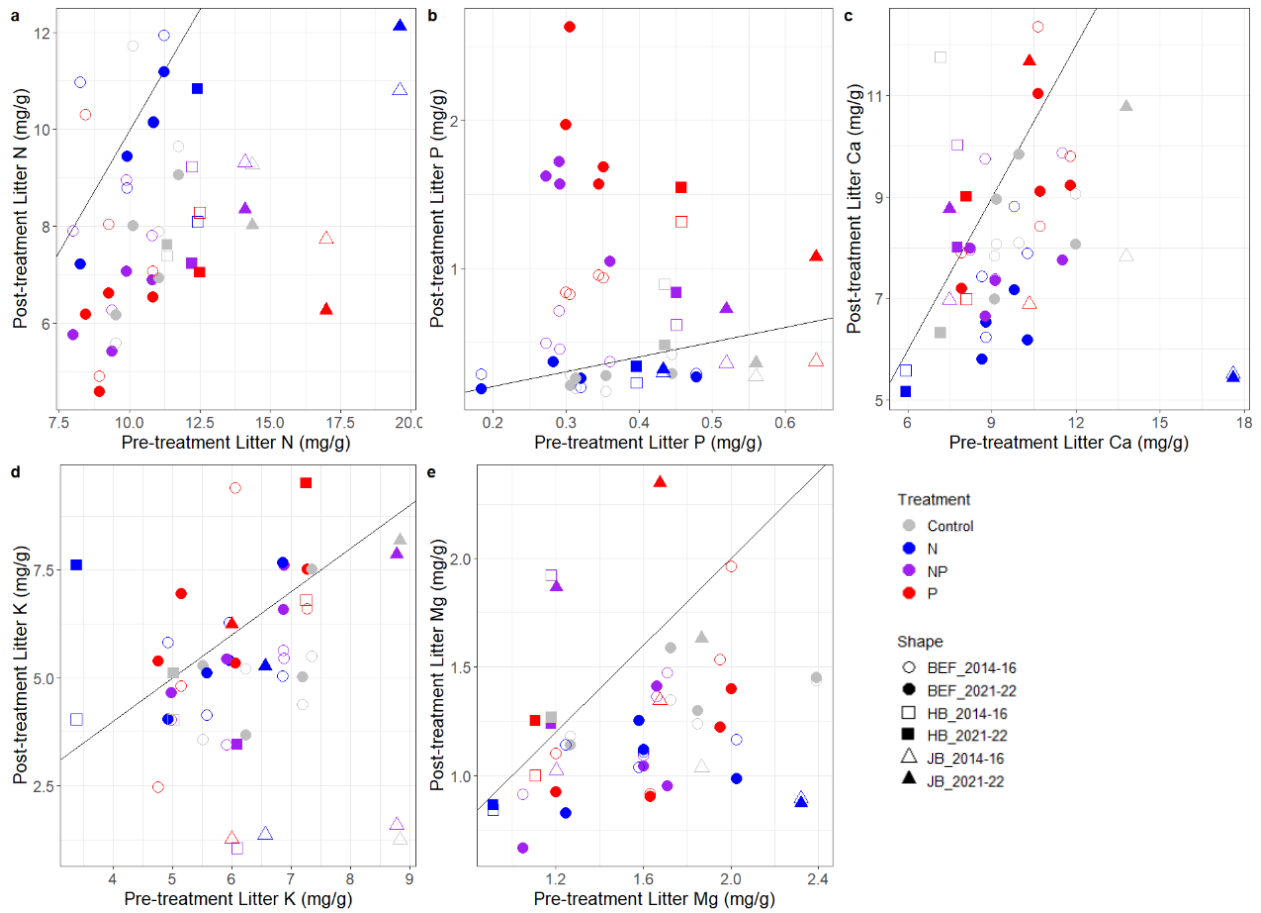 a
Post-treatment Litter N (mg/g)
12
10
8
6
7.5
10.0
12.5
15.0
17.5
20.0
Pre-treatment Litter N (mg/g)
b
Post-treatment Litter P (mg/g)
2
1
0.2
0.3
0.4
0.5
0.6
Pre-treatment Litter P (mg/g)
c
Post-treatment Litter Ca (mg/g)
11
9
7
5
6
9
12
15
18
Pre-treatment Litter Ca (mg/g)
d
Post-treatment Litter K (mg/g)
7.5
5.0
2.5
4
5
6
7
8
9
Pre-treatment Litter K (mg/g)
e
Post-treatment Litter Mg (mg/g)
2.0
1.5
1.0
1.2
1.6
2.0
2.4
Pre-treatment Litter Mg (mg/g)
Treatment
Control
N
NP
P
Shape
BEF_2014-16
BEF_2021-22
HB_2014-16
HB_2021-22
JB_2014-16
JB_2021-22